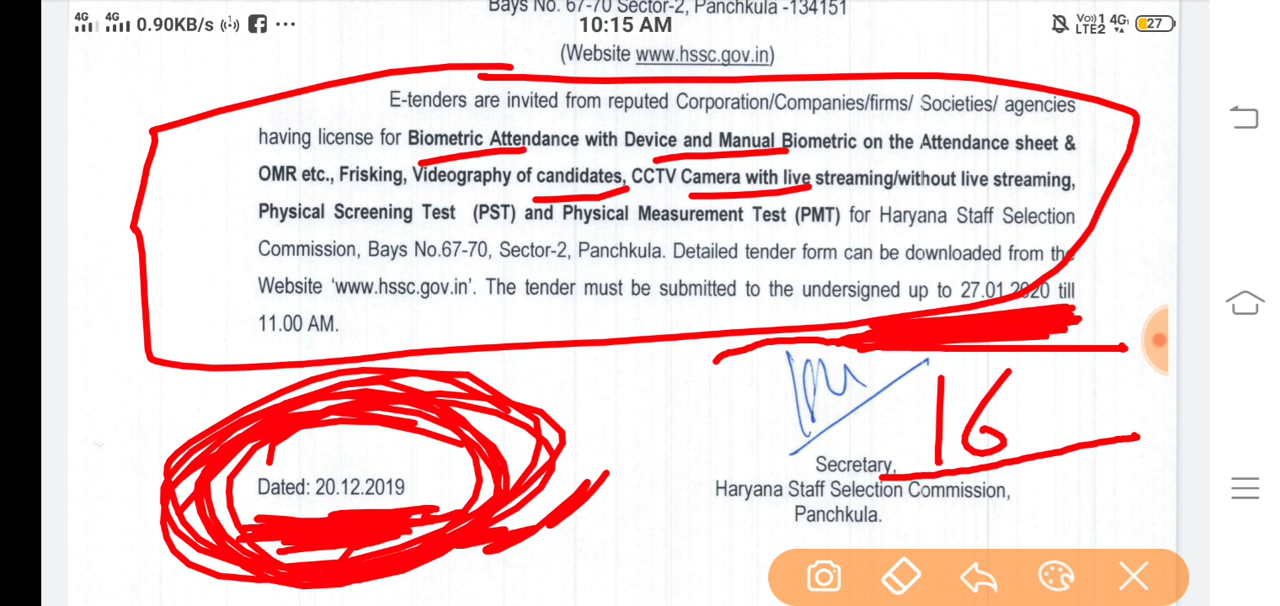 Bays No. 67-70 Sector-2, Panchkula -134151
4G 4G 0.90KB/s 10:15 AM Vo)) 1 4G LTE2 27
(Website www.hssc.gov.in)
E-tenders are invited from reputed Corporation/Companies/firms/ Societies/ agencies
having license for Biometric Attendance with Device and Manual Biometric on the Attendance sheet &
OMR etc., Frisking, Videography of candidates, CCTV Camera with live streaming/without live streaming,
Physical Screening Test (PST) and Physical Measurement Test (PMT) for Haryana Staff Selection
Commission, Bays No.67-70, Sector-2, Panchkula. Detailed tender form can be downloaded from the
Website 'www.hssc.gov.in'. The tender must be submitted to the undersigned up to 27.01.2020 till
11.00 AM.
16
Secretary,
Dated: 20.12.2019
Haryana Staff Selection Commission,
Panchkula.